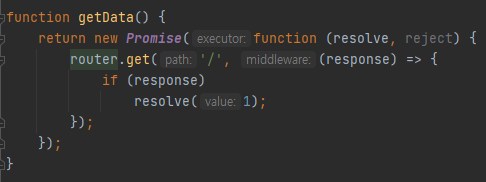 function getData() {
    return new Promise( executor: function (resolve, reject) {
        router.get( path: '/', middleware: (response) => {
            if (response)
                resolve( value: 1);
        });
    });
}